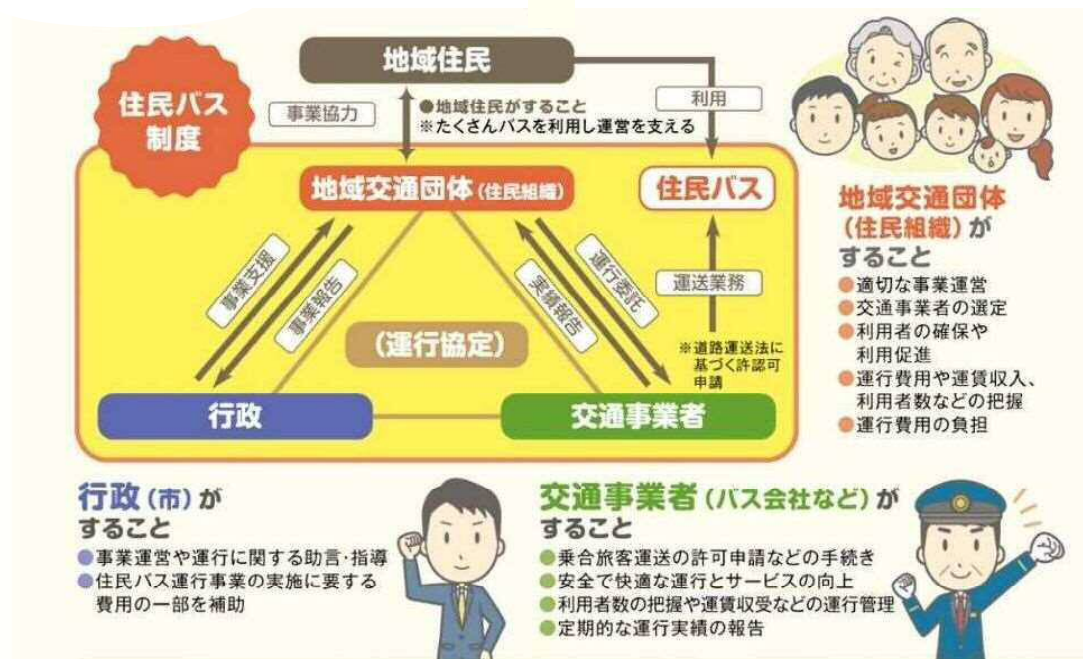 住民バス
制度
地域住民
事業協力
●地域住民がすること
※たくさんバスを利用し運営を支える
利用
地域交通団体(住民組織)
住民バス
事業支援
事業報告
実績報告
運行委託
運送業務
(運行協定)
※道路運送法に
基づく許認可
申請
行政
交通事業者
地域交通団体
(住民組織)が
すること
●適切な事業運営
●交通事業者の選定
●利用者の確保や
利用促進
●運行費用や運賃収入、
利用者数などの把握
●運行費用の負担
行政(市)が
すること
●事業運営や運行に関する助言・指導
●住民バス運行事業の実施に要する
費用の一部を補助
交通事業者(バス会社など)が
すること
●乗合旅客運送の許可申請などの手続き
●安全で快適な運行とサービスの向上
●利用者数の把握や運賃収受などの運行管理
●定期的な運行実績の報告